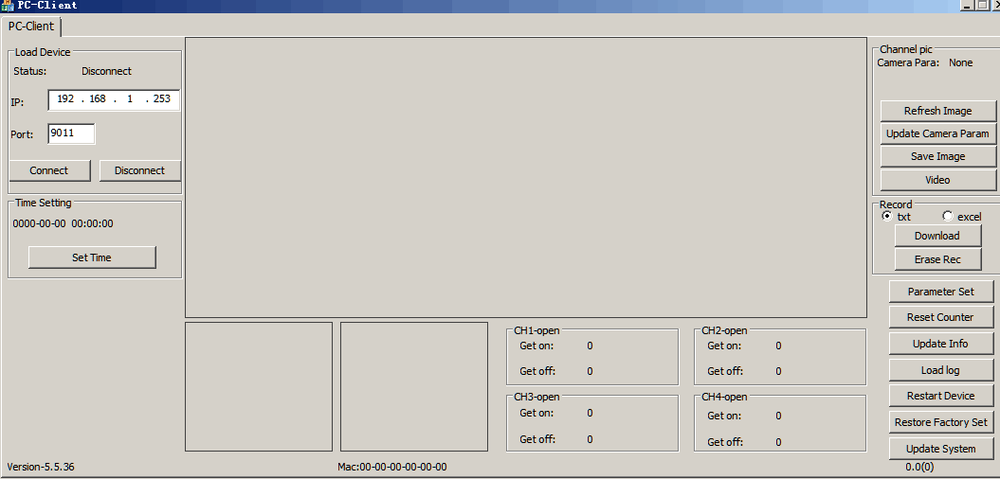 PC-Client
PC-Client
Load Device
Status: Disconnect
IP: 192 . 168 . 1 . 253
Port: 9011
Connect Disconnect
Time Setting
0000-00-00 00:00:00
Set Time
Channel pic
Camera Para: None
Refresh Image
Update Camera Param
Save Image
Video
Record
txt excel
Download
Erase Rec
Parameter Set
Reset Counter
Update Info
Load log
Restart Device
Restore Factory Set
Update System
CH1-open
Get on: 0
Get off: 0
CH2-open
Get on: 0
Get off: 0
CH3-open
Get on: 0
Get off: 0
CH4-open
Get on: 0
Get off: 0
Version-5.5.36
Mac:00-00-00-00-00-00
0.0(0)